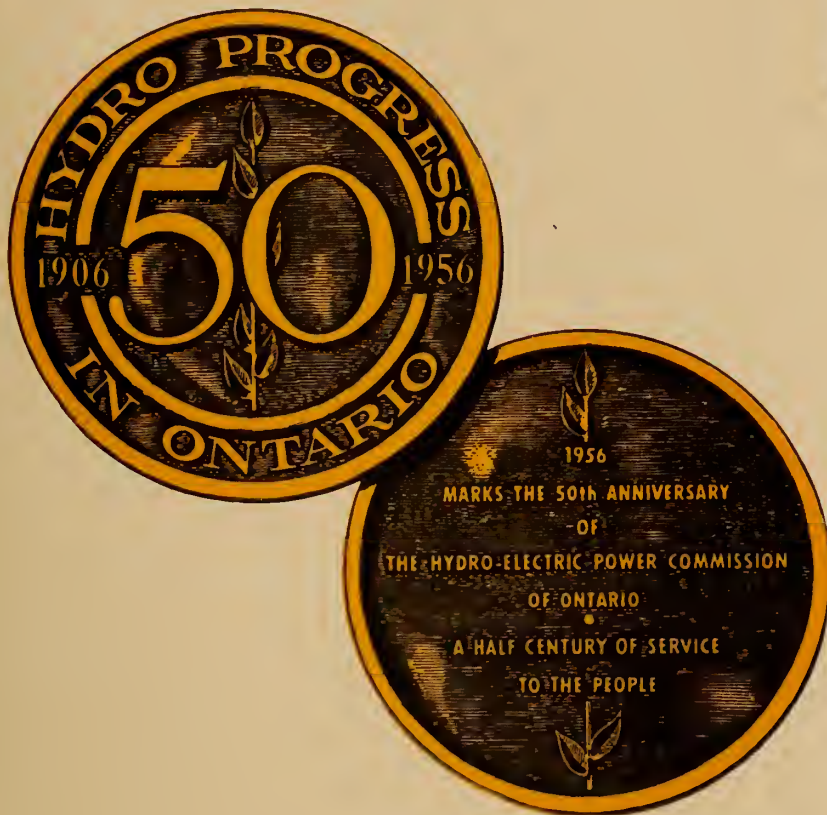 HYDRO PROGRESS
50
1906 1956
IN ONTARIO
1956
MARKS THE 50th ANNIVERSARY
OF
THE HYDRO-ELECTRIC POWER COMMISSION
OF ONTARIO
A HALF CENTURY OF SERVICE
TO THE PEOPLE